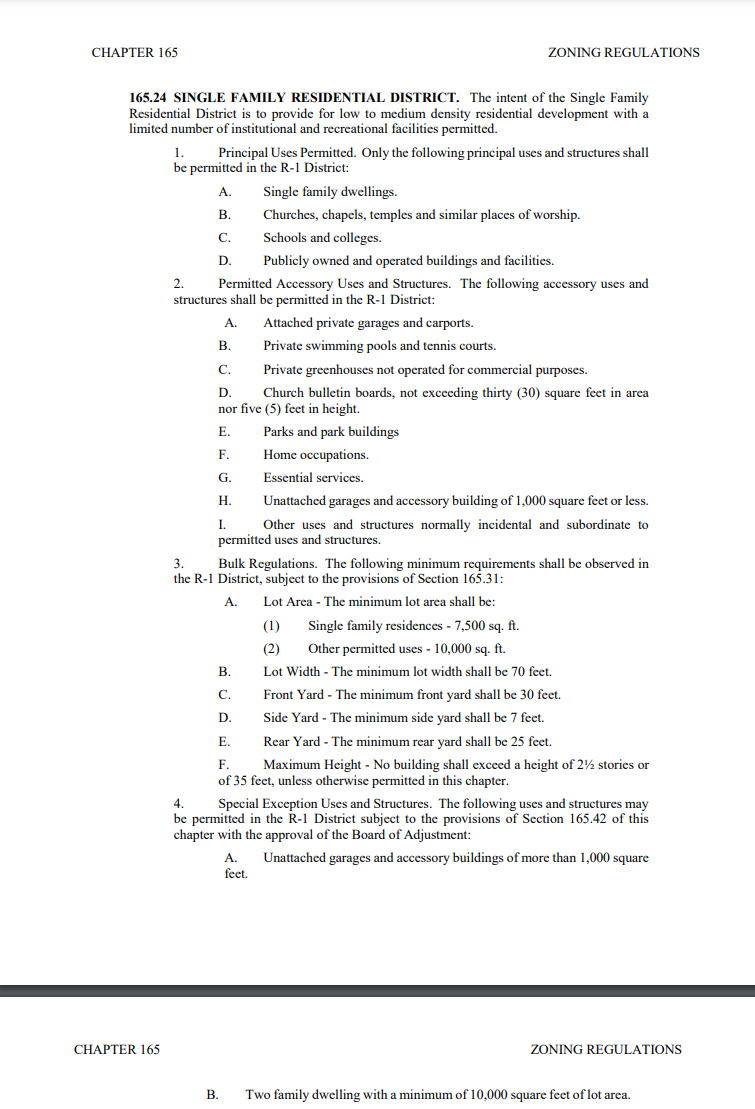 CHAPTER 165 ZONING REGULATIONS
165.24 SINGLE FAMILY RESIDENTIAL DISTRICT. The intent of the Single Family
Residential District is to provide for low to medium density residential development with a
limited number of institutional and recreational facilities permitted.
1. Principal Uses Permitted. Only the following principal uses and structures shall
be permitted in the R-1 District:
A. Single family dwellings.
B. Churches, chapels, temples and similar places of worship.
C. Schools and colleges.
D. Publicly owned and operated buildings and facilities.
2. Permitted Accessory Uses and Structures. The following accessory uses and
structures shall be permitted in the R-1 District:
A. Attached private garages and carports.
B. Private swimming pools and tennis courts.
C. Private greenhouses not operated for commercial purposes.
D. Church bulletin boards, not exceeding thirty (30) square feet in area
nor five (5) feet in height.
E. Parks and park buildings
F. Home occupations.
G. Essential services.
H. Unattached garages and accessory building of 1,000 square feet or less.
I. Other uses and structures normally incidental and subordinate to
permitted uses and structures.
3. Bulk Regulations. The following minimum requirements shall be observed in
the R-1 District, subject to the provisions of Section 165.31:
A. Lot Area - The minimum lot area shall be:
(1) Single family residences - 7,500 sq. ft.
(2) Other permitted uses - 10,000 sq. ft.
B. Lot Width - The minimum lot width shall be 70 feet.
C. Front Yard - The minimum front yard shall be 30 feet.
D. Side Yard - The minimum side yard shall be 7 feet.
E. Rear Yard - The minimum rear yard shall be 25 feet.
F. Maximum Height - No building shall exceed a height of 2½ stories or
of 35 feet, unless otherwise permitted in this chapter.
4. Special Exception Uses and Structures. The following uses and structures may
be permitted in the R-1 District subject to the provisions of Section 165.42 of this
chapter with the approval of the Board of Adjustment:
A. Unattached garages and accessory buildings of more than 1,000 square
feet.
CHAPTER 165 ZONING REGULATIONS
B. Two family dwelling with a minimum of 10,000 square feet of lot area.